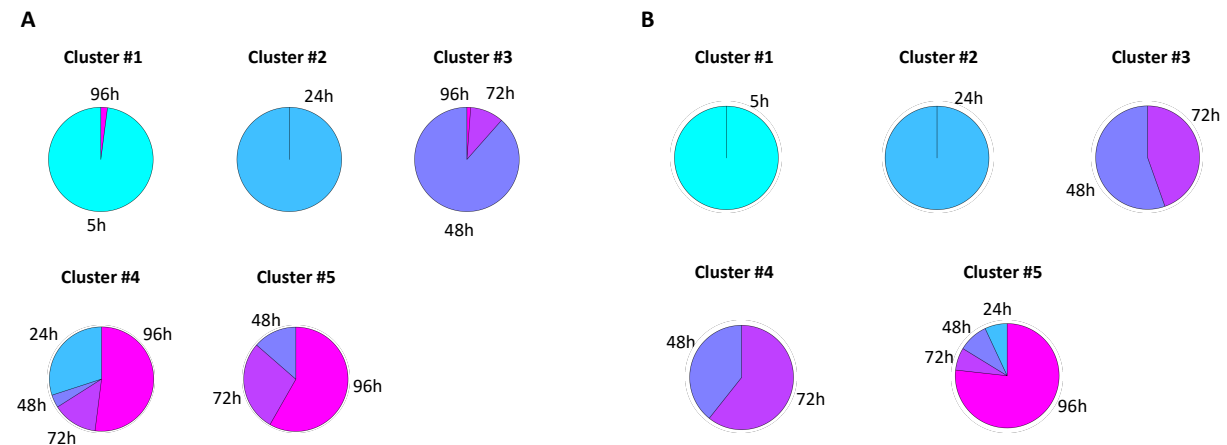 A
Cluster #1
96h
5h
Cluster #2
24h
Cluster #3
96h
72h
48h
Cluster #4
24h
96h
48h
72h
Cluster #5
48h
72h
96h
B
Cluster #1
5h
Cluster #2
24h
Cluster #3
72h
48h
Cluster #4
48h
72h
Cluster #5
24h
48h
72h
96h